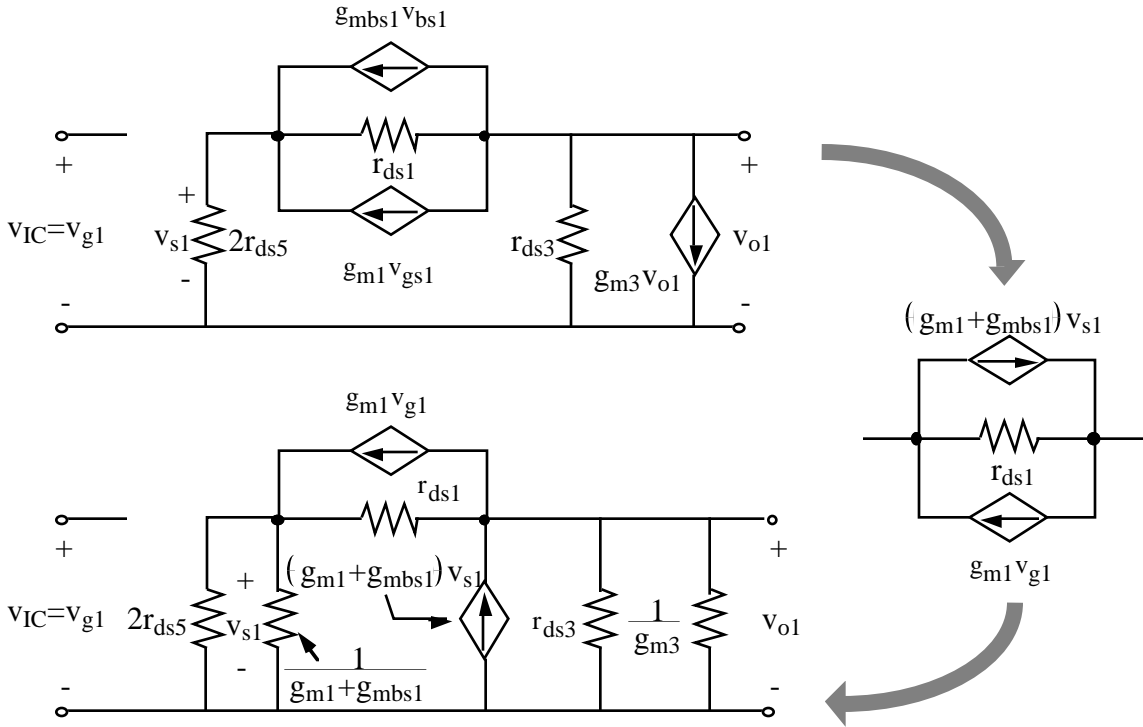 gmbs1vbs1
rds1
+
+
+
vIC=vg1
vs1
2rds5
rds3
gm3vo1
vo1
-
gm1vgs1
-
-
(gm1+gmbs1)vs1
rds1
gm1vg1
gm1vg1
rds1
+
+
+
(gm1+gmbs1)vs1
vIC=vg1
2rds5
vs1
rds3
1
gm3
vo1
-
-
-
1
gm1+gmbs1